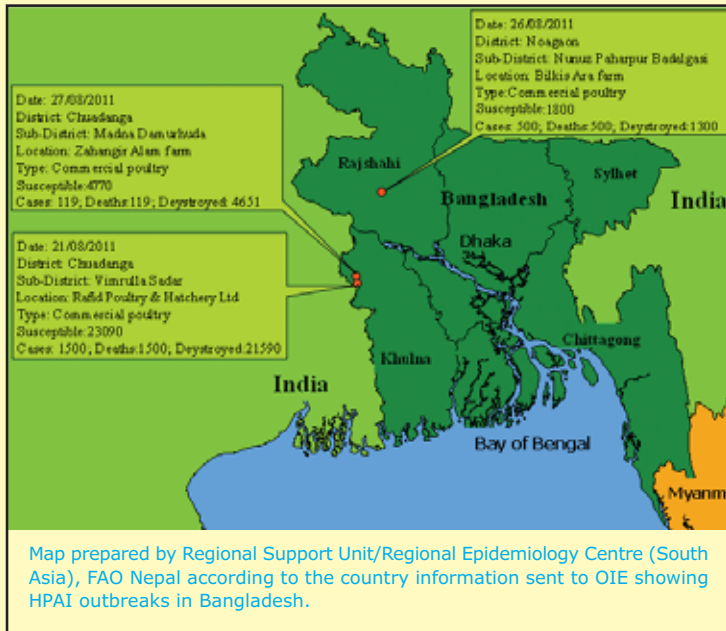 Date: 26/08/2011
District: Noagaon
Sub-District: Nunuz Paharpur Badalgasi
Location: Bilkis Ara farm
Type:Commercial poultry
Susceptible:1800
Cases: 500; Deaths:500; Deystroyed:1300
Date: 27/08/2011
District: Chuadanga
Sub-District: Madna Damurhuda
Location: Zahangir Alam farm
Type: Commercial poultry
Susceptible:4770
Cases: 119; Deaths:119; Deystroyed: 4651
Date: 21/08/2011
District: Chuadanga
Sub-District: Vimrulla Sadar
Location: Rafid Poultry & Hatchery Ltd
Type: Commercial poultry
Susceptible:23090
Cases: 1500; Deaths:1500; Deystroyed:21590
Rajshahi
Bangladesh
Sylhet
India
Dhaka
Khulna
Chittagong
India
Bay of Bengal
Myanm
Map prepared by Regional Support Unit/Regional Epidemiology Centre (South
Asia), FAO Nepal according to the country information sent to OIE showing
HPAI outbreaks in Bangladesh.